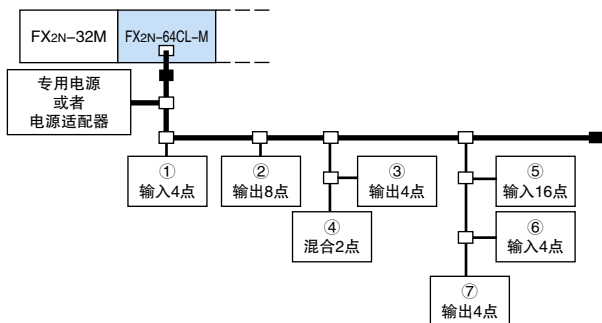 FX2N-32M
FX2N-64CL-M
专用电源
或者
电源适配器
①
输入4点
②
输出8点
③
输出4点
④
混合2点
⑤
输入16点
⑥
输入4点
⑦
输出4点